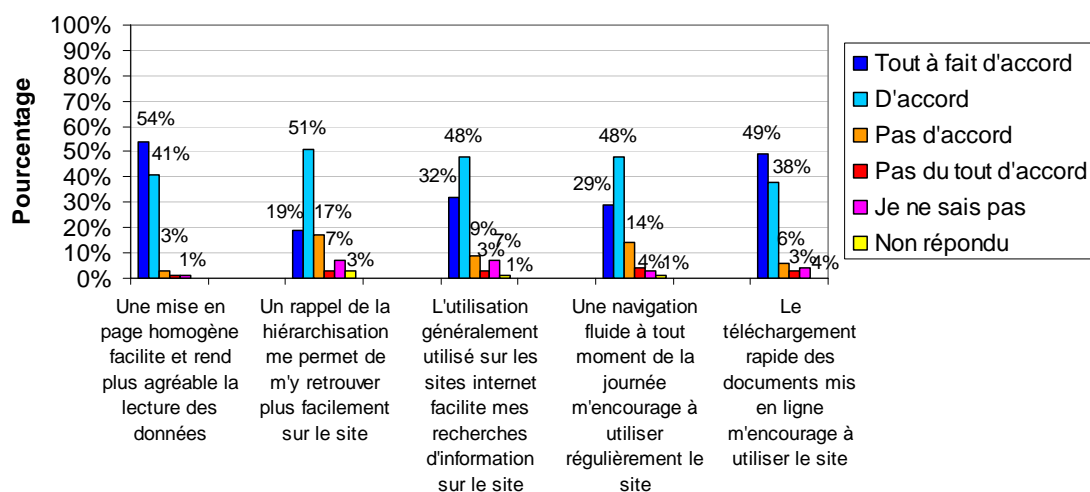 Pourcentage
100%
90%
80%
70%
60%
50%
40%
30%
20%
10%
0%
54%
41%
3%
1%
19%
51%
17%
7%
3%
32%
48%
9%
3%
7%
1%
29%
48%
14%
4%
1%
49%
38%
6%
3%
4%
Une mise en
page homogène
facilite et rend
plus agréable la
lecture des
données
Un rappel de la
hiérarchisation
me permet de
m'y retrouver
plus facilement
sur le site
L'utilisation
généralement
utilisé sur les
sites internet
facilite mes
recherches
d'information
sur le site
Une navigation
fluide à tout
moment de la
journée
m'encourage à
utiliser
régulièrement le
site
Le
téléchargement
rapide des
documents mis
en ligne
m'encourage à
utiliser le site
Tout à fait d'accord
D'accord
Pas d'accord
Pas du tout d'accord
Je ne sais pas
Non répondu